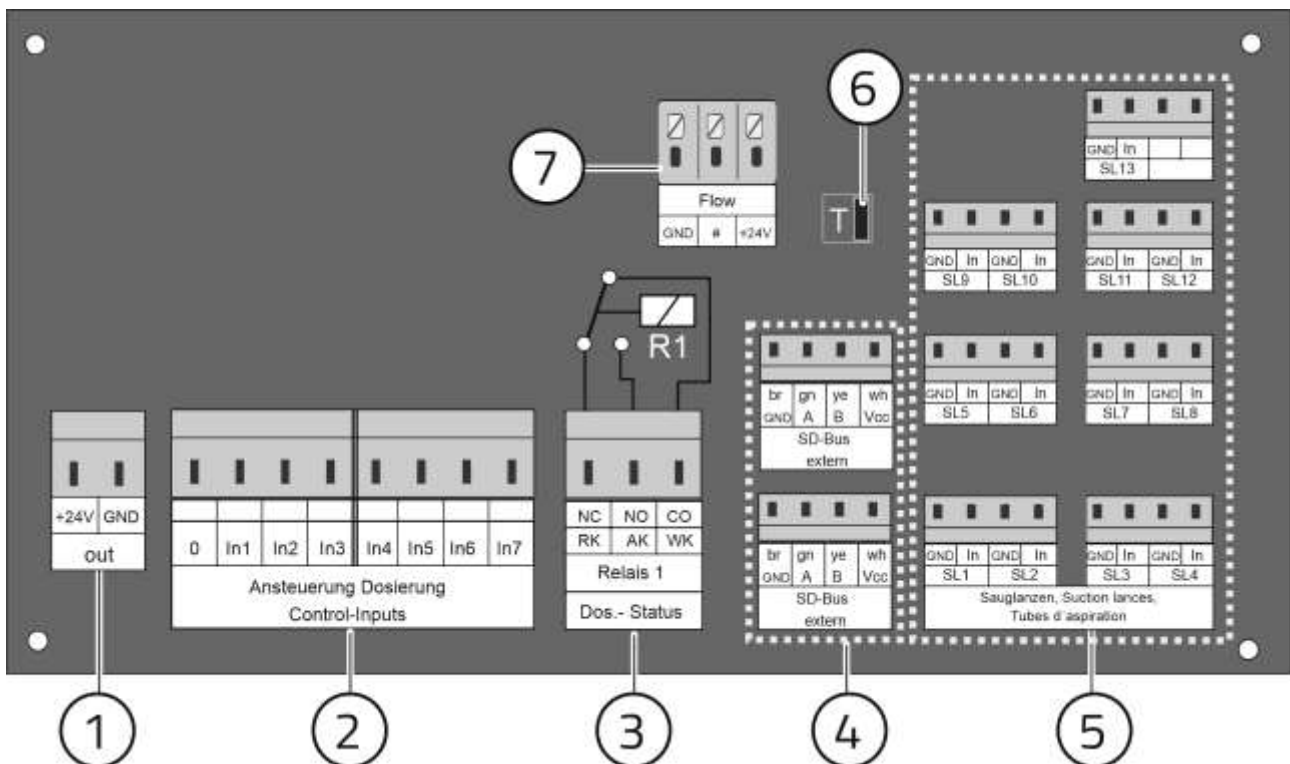 6
GND In
SL13
7
Flow
GND # +24V
T
GND In GND In
SL9 SL10
GND In GND In
SL11 SL12
R1
GND In GND In
SL5 SL6
GND In GND In
SL7 SL8
br gn ye wh
GND A B Vcc
SD-Bus
extern
+24V GND
out
0 In1 In2 In3 In4 In5 In6 In7
Ansteuerung Dosierung
Control-Inputs
NC NO CO
RK AK WK
Relais 1
Dos.- Status
br gn ye wh
GND A B Vcc
SD-Bus
extern
GND In GND In
SL1 SL2
GND In GND In
SL3 SL4
Sauglanzen, Suction lances,
Tubes d´aspiration
1 2 3 4 5